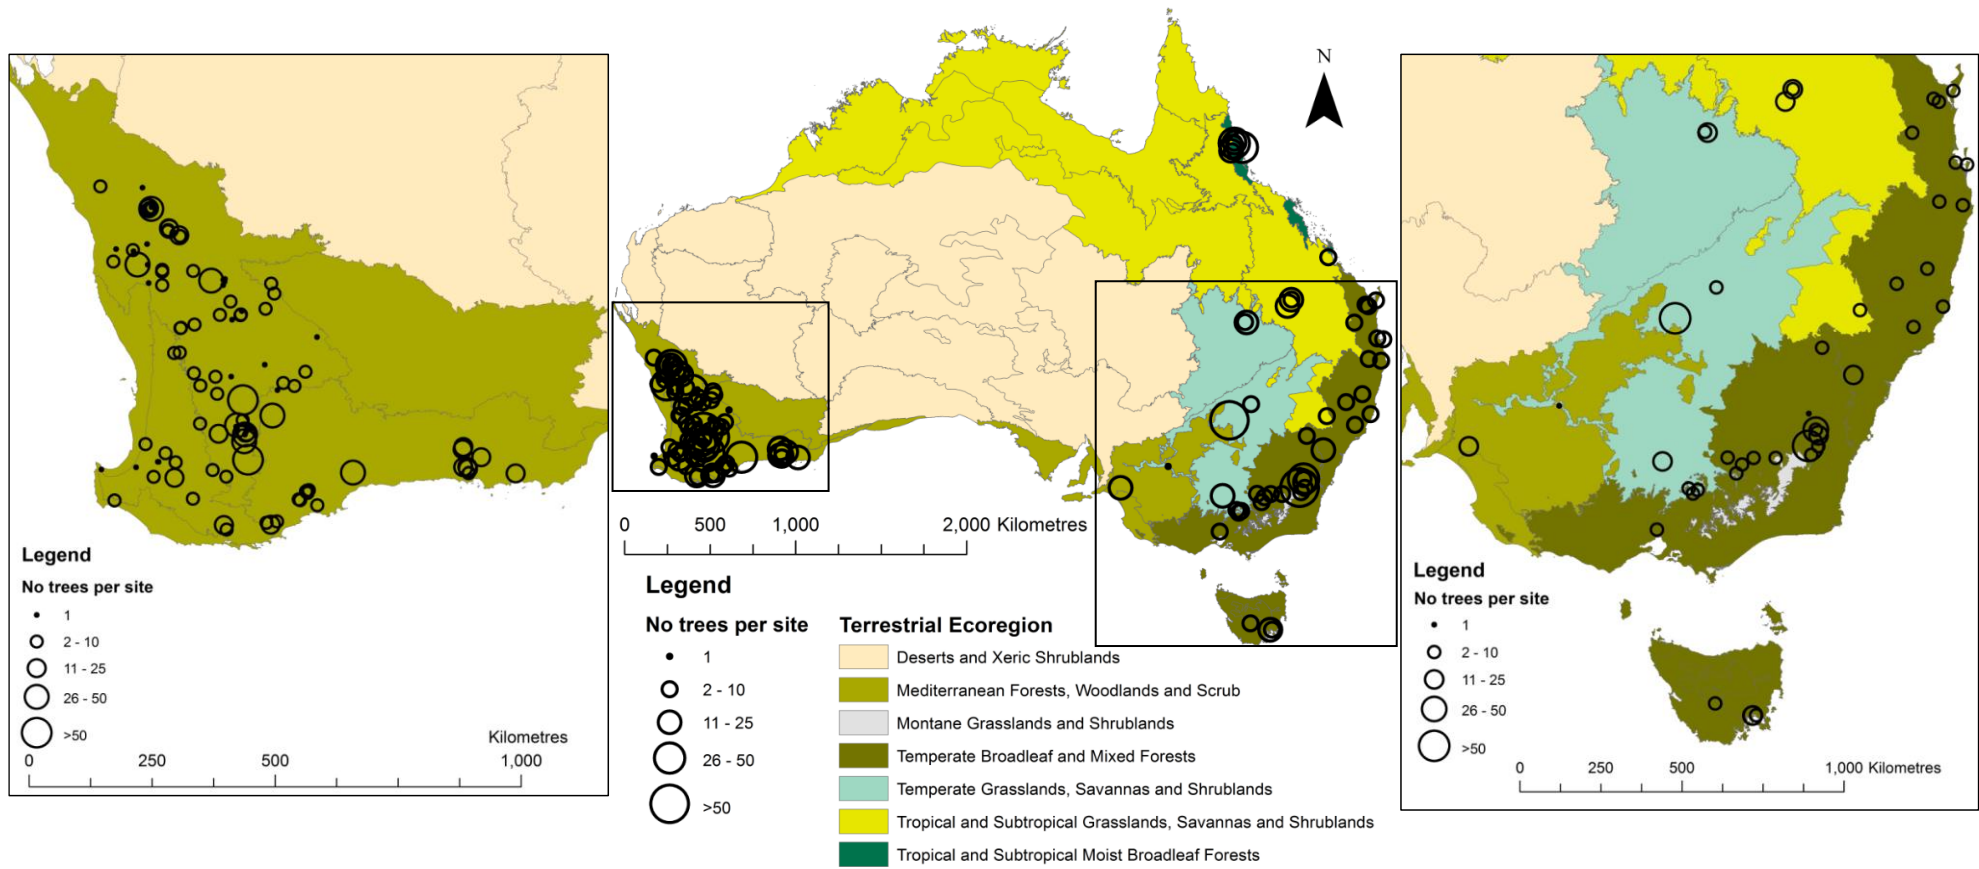 N
Legend
No trees per site
1
2 - 10
11 - 25
26 - 50
>50
Kilometres
0 250 500 1,000
0 500 1,000 2,000 Kilometres
Legend
No trees per site
1
2 - 10
11 - 25
26 - 50
>50
Terrestrial Ecoregion
Deserts and Xeric Shrublands
Mediterranean Forests, Woodlands and Scrub
Montane Grasslands and Shrublands
Temperate Broadleaf and Mixed Forests
Temperate Grasslands, Savannas and Shrublands
Tropical and Subtropical Grasslands, Savannas and Shrublands
Tropical and Subtropical Moist Broadleaf Forests
Legend
No trees per site
1
2 - 10
11 - 25
26 - 50
>50
0 250 500 1,000 Kilometres